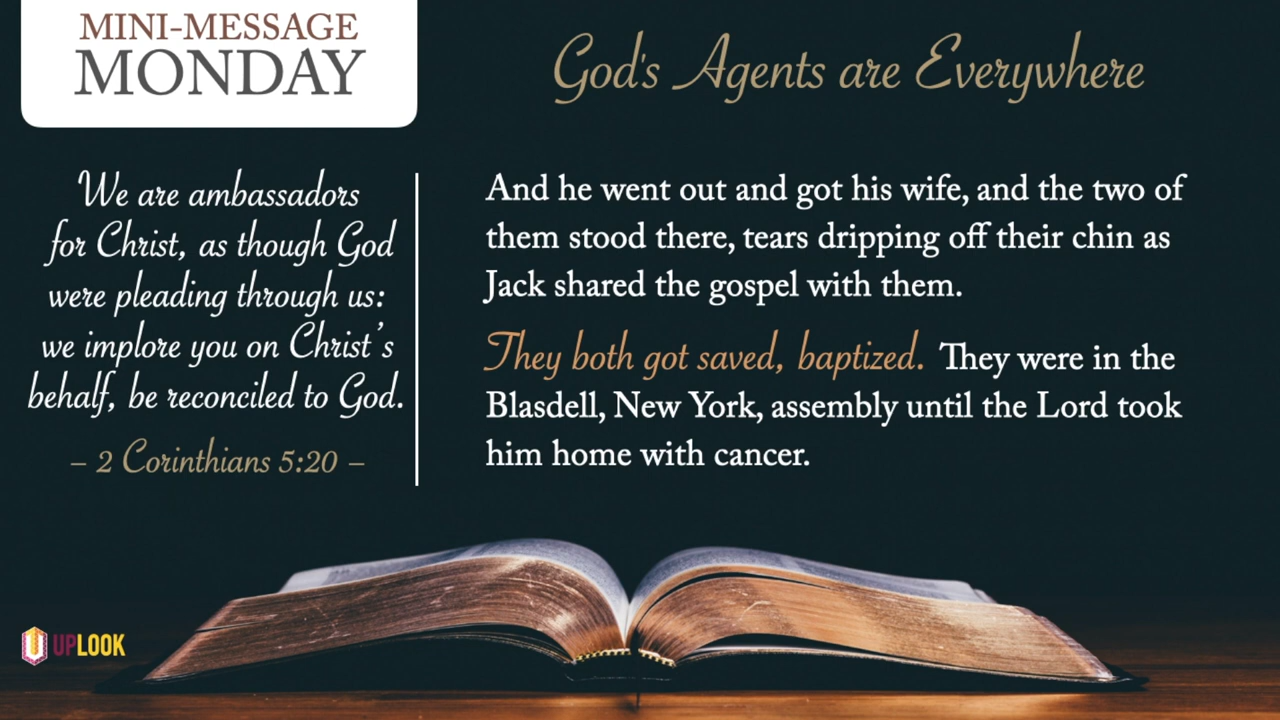 MINI-MESSAGE
MONDAY
God's Agents are Everywhere
We are ambassadors
for Christ, as though God
were pleading through us:
we implore you on Christ's
behalf, be reconciled to God.
– 2 Corinthians 5:20 –
And he went out and got his wife, and the two of
them stood there, tears dripping off their chin as
Jack shared the gospel with them.
They both got saved, baptized. They were in the
Blasdell, New York, assembly until the Lord took
him home with cancer.
UPLOOK